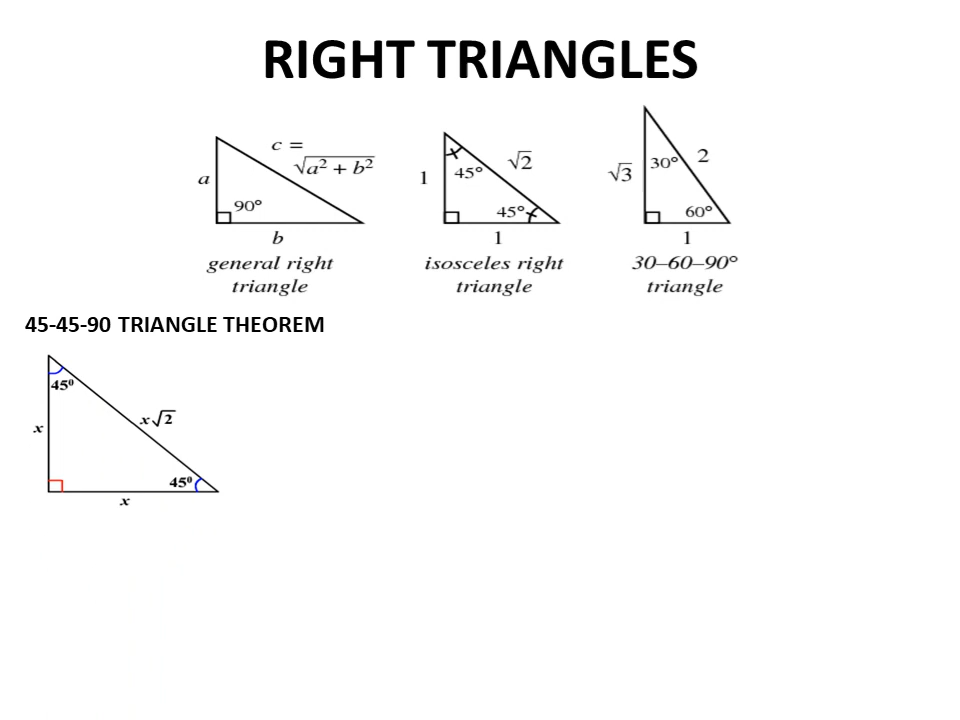 RIGHT TRIANGLES
c =
√a² + b²
a
90°
b
general right
triangle
1
45°
√2
45°
1
isosceles right
triangle
√3
30°
2
60°
1
30–60–90°
triangle
45-45-90 TRIANGLE THEOREM
45⁰
x√2
x
45⁰
x